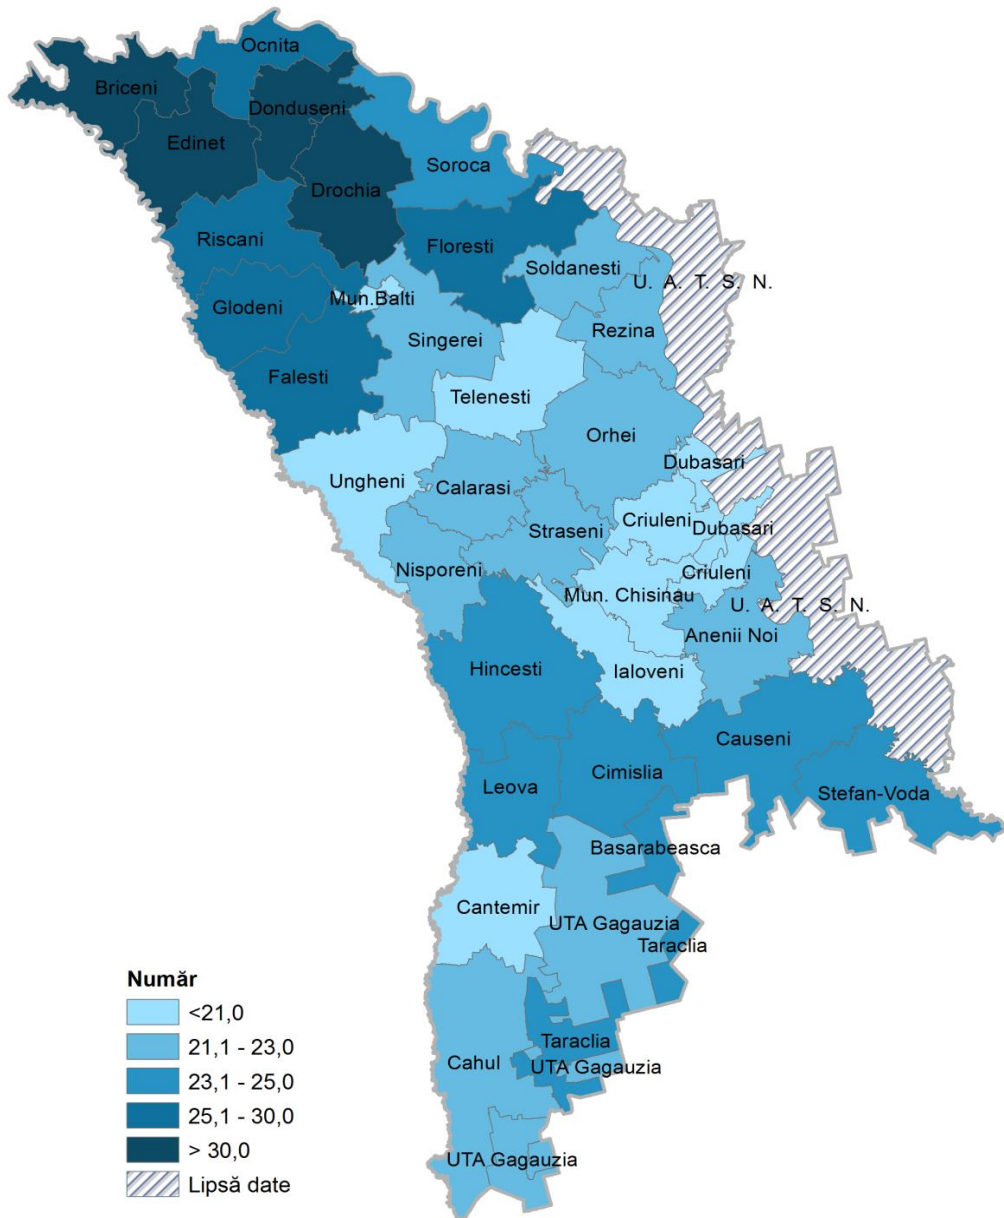 Ocnita
Briceni
Donduseni
Edinet
Soroca
Drochia
Riscani
Floresti
Soldanesti
U. A. T. S. N.
Mun.Balti
Glodeni
Rezina
Singerei
Falesti
Telenesti
Orhei
Dubasari
Ungheni
Calarasi
Criuleni
Dubasari
Straseni
Nisporeni
Criuleni
Mun. Chisinau
U. A. T. S. N.
Anenii Noi
Hincesti
Ialoveni
Causeni
Cimislia
Leova
Stefan-Voda
Basarabeasca
Cantemir
UTA Gagauzia
Taraclia
Taraclia
Cahul
UTA Gagauzia
UTA Gagauzia
Număr
<21,0
21,1 - 23,0
23,1 - 25,0
25,1 - 30,0
> 30,0
Lipsă date